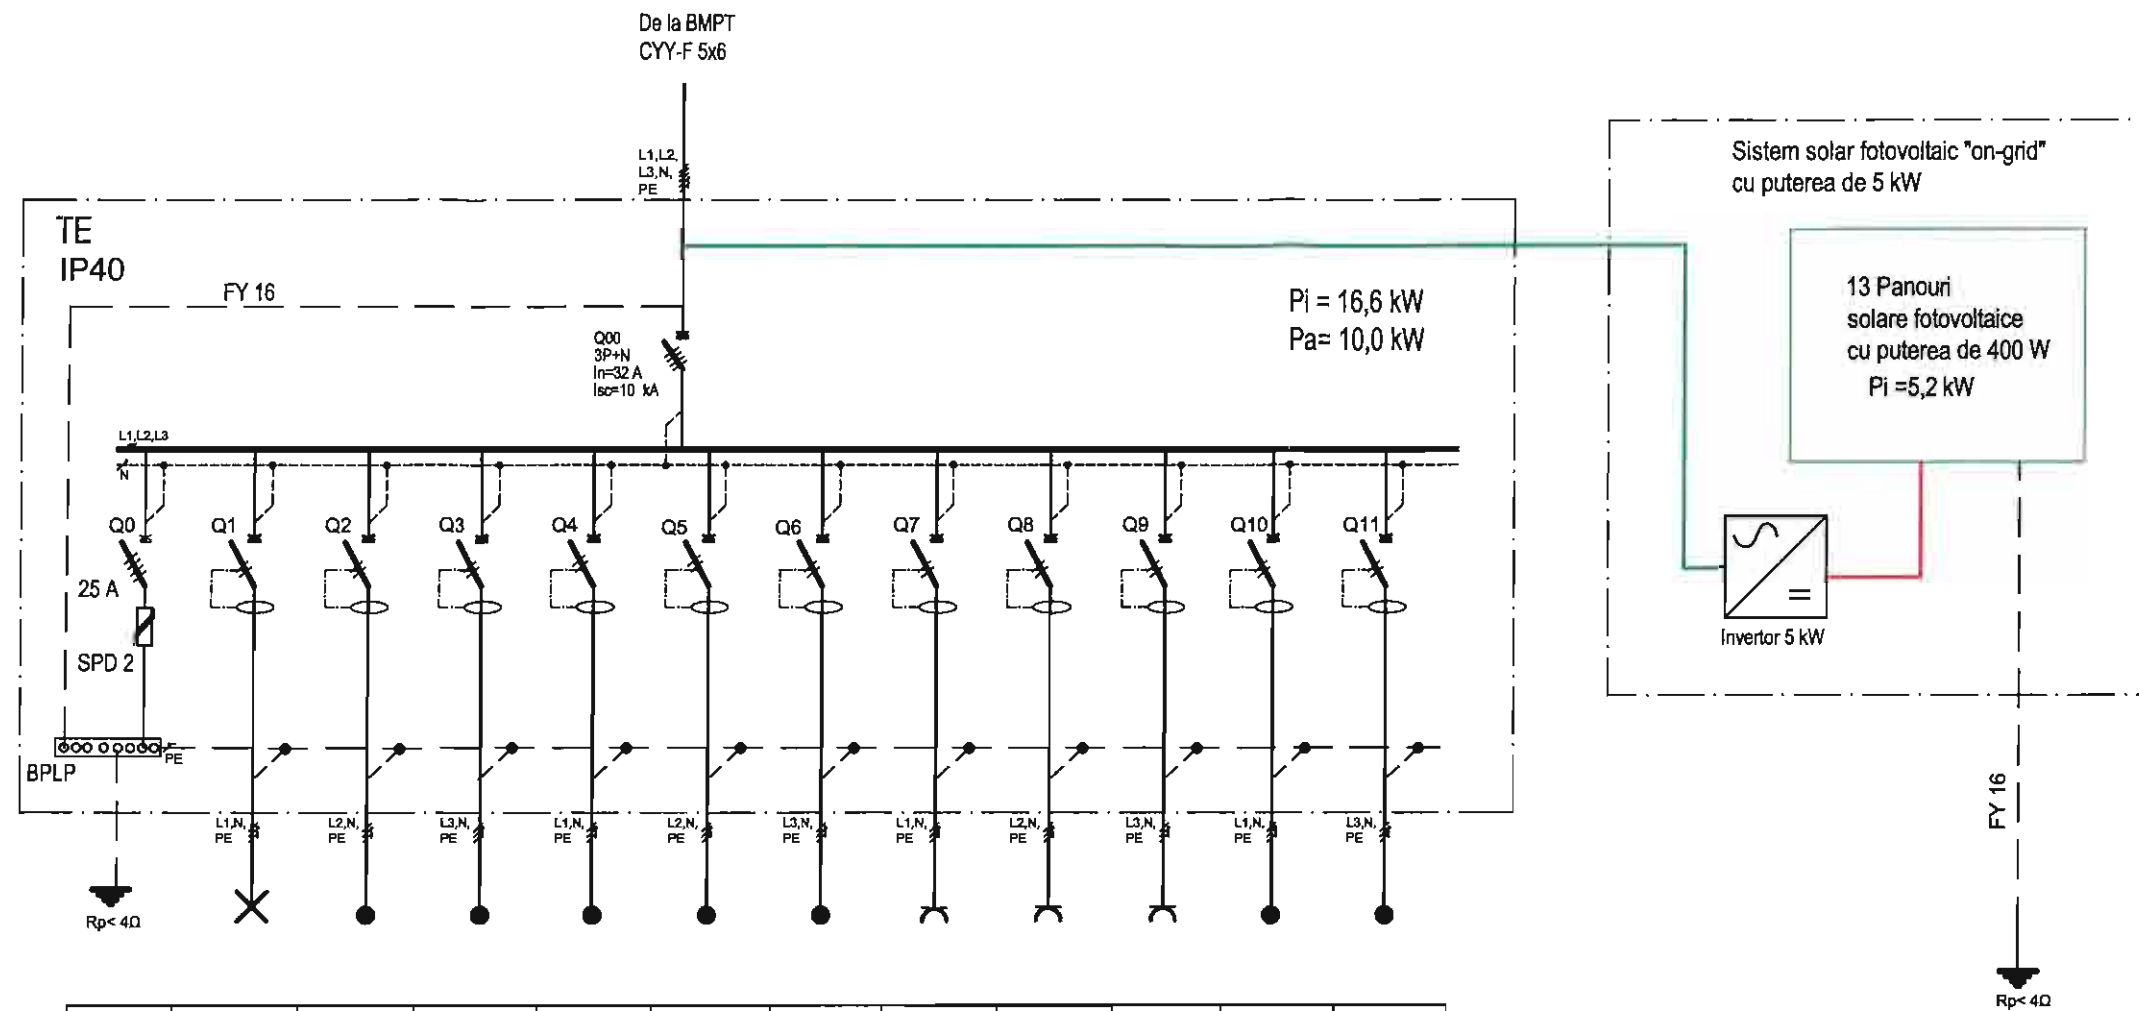 De la BMPT
CYY-F 5x6
L1,L2,
L3,N,
PE
Sistem solar fotovoltaic "on-grid"
cu puterea de 5 kW
TE
IP40
FY 16
Pi = 16,6 kW
Pa= 10,0 kW
13 Panouri
solare fotovoltaice
cu puterea de 400 W
Pi =5,2 kW
Q00
3P+N
In=32 A
Isc=10 kA
L1,L2,L3
N
Q0
Q1
Q2
Q3
Q4
Q5
Q6
Q7
Q8
Q9
Q10
Q11
25 A
SPD 2
Invertor 5 kW
BPLP
PE
FY 16
L1,N,
PE
L2,N,
PE
L3,N,
PE
L1,N,
PE
L2,N,
PE
L3,N,
PE
L1,N,
PE
L2,N,
PE
L3,N,
PE
L1,N,
PE
L3,N,
PE
Rp< 4Ω
Rp< 4Ω